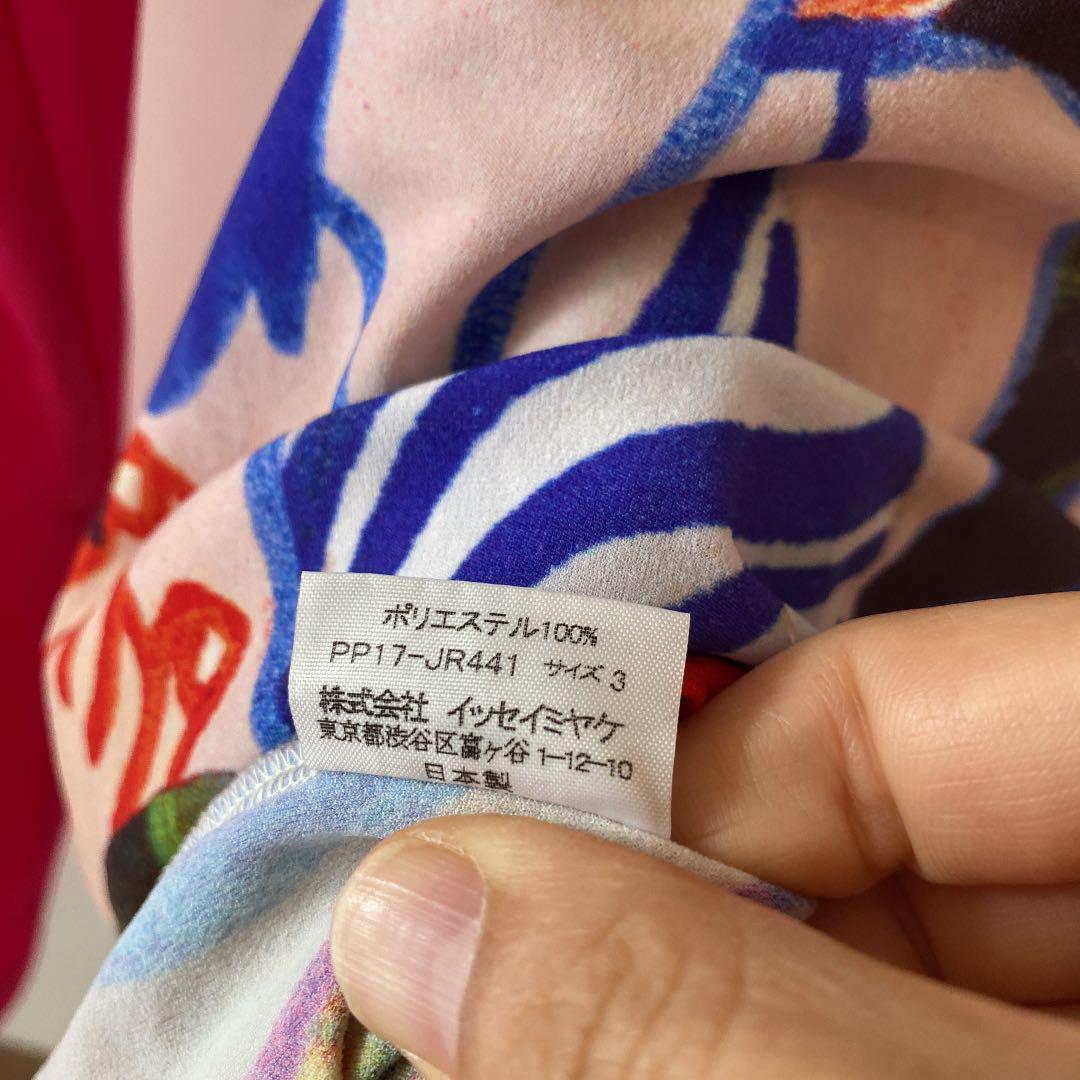 ポリエステル100%
PP17-JR441 サイズ 3
株式会社 イッセイミヤケ
東京都渋谷区富ヶ谷 1-12-10
日本製